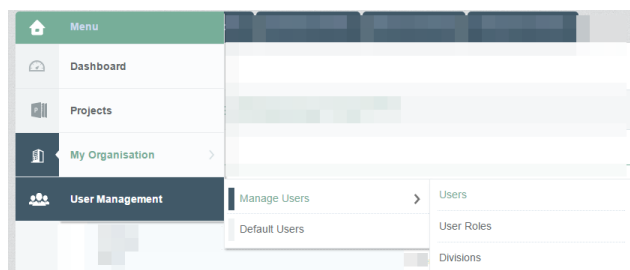 Menu
Dashboard
Projects
My Organisation
User Management
Manage Users
Default Users
Users
User Roles
Divisions